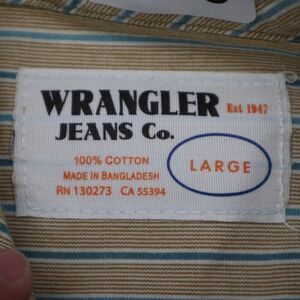 WRANGLER Est 1947
JEANS Co.
100% COTTON
MADE IN BANGLADESH
RN 130273 CA 55394
LARGE